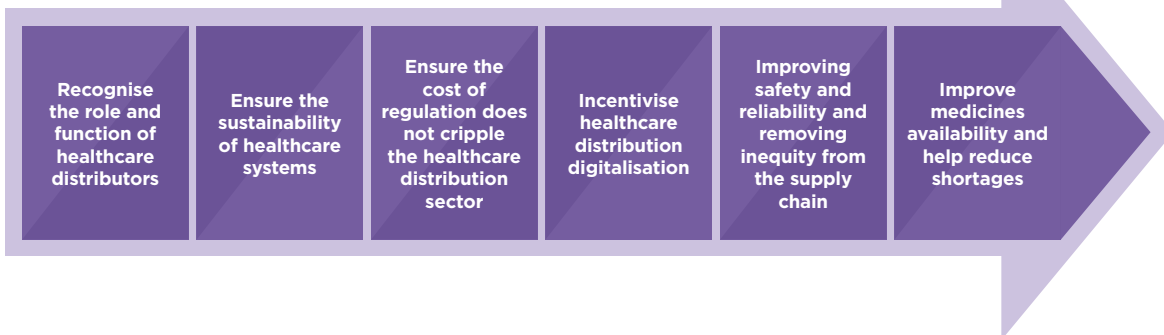 Recognise
the role and
function of
healthcare
distributors
Ensure the
sustainability
of healthcare
systems
Ensure the
cost of
regulation does
not cripple
the healthcare
distribution
sector
Incentivise
healthcare
distribution
digitalisation
Improving
safety and
reliability and
removing
inequity from
the supply
chain
Improve
medicines
availability and
help reduce
shortages